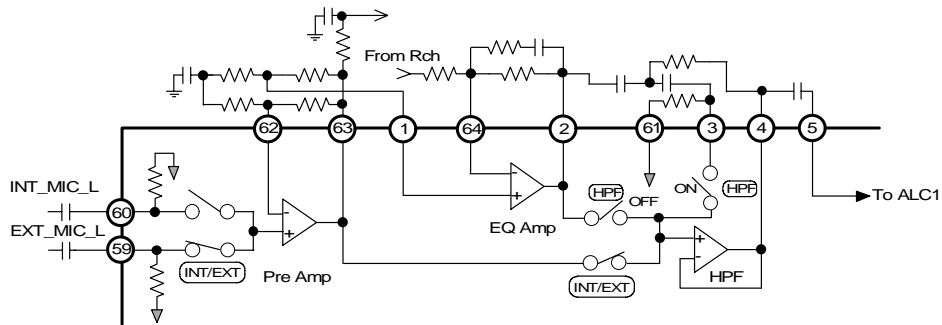 From Rch
62
63
1
64
2
61
3
4
5
INT_MIC_L
60
EXT_MIC_L
59
-
+
INT/EXT
Pre Amp
-
+
EQ Amp
HPF
OFF
ON
HPF
To ALC1
INT/EXT
+
-
HPF